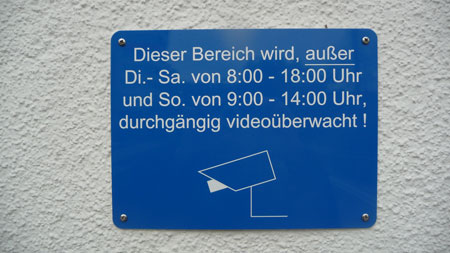 Dieser Bereich wird, außer
Di.- Sa. von 8:00 - 18:00 Uhr
und So. von 9:00 - 14:00 Uhr,
durchgängig videoüberwacht !